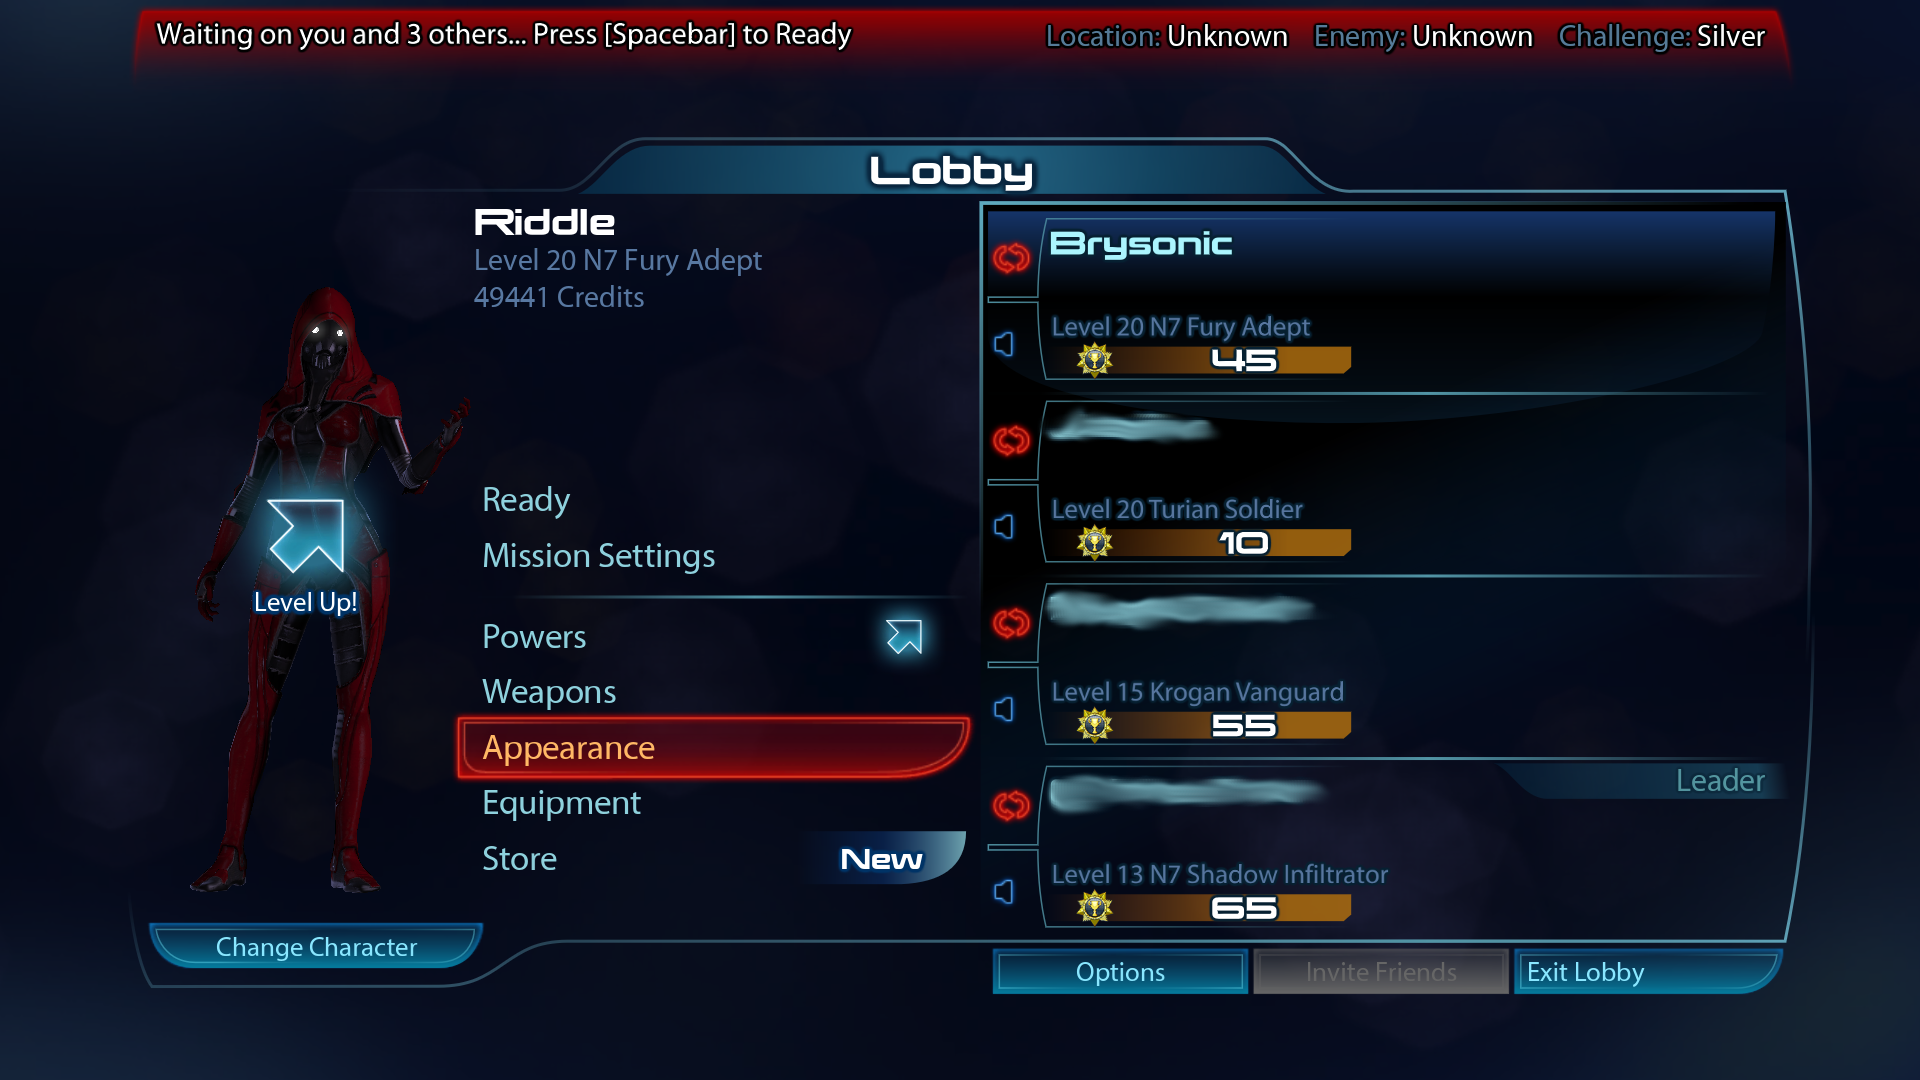 Waiting on you and 3 others... Press [Spacebar] to Ready
Location: Unknown Enemy: Unknown Challenge: Silver
Lobby
Riddle
Level 20 N7 Fury Adept
49441 Credits
Level Up!
Ready
Mission Settings
Powers
Weapons
Appearance
Equipment
Store
New
Change Character
Brysonic
Level 20 N7 Fury Adept
45
Level 20 Turian Soldier
10
Level 15 Krogan Vanguard
55
Leader
Level 13 N7 Shadow Infiltrator
65
Options
Invite Friends
Exit Lobby